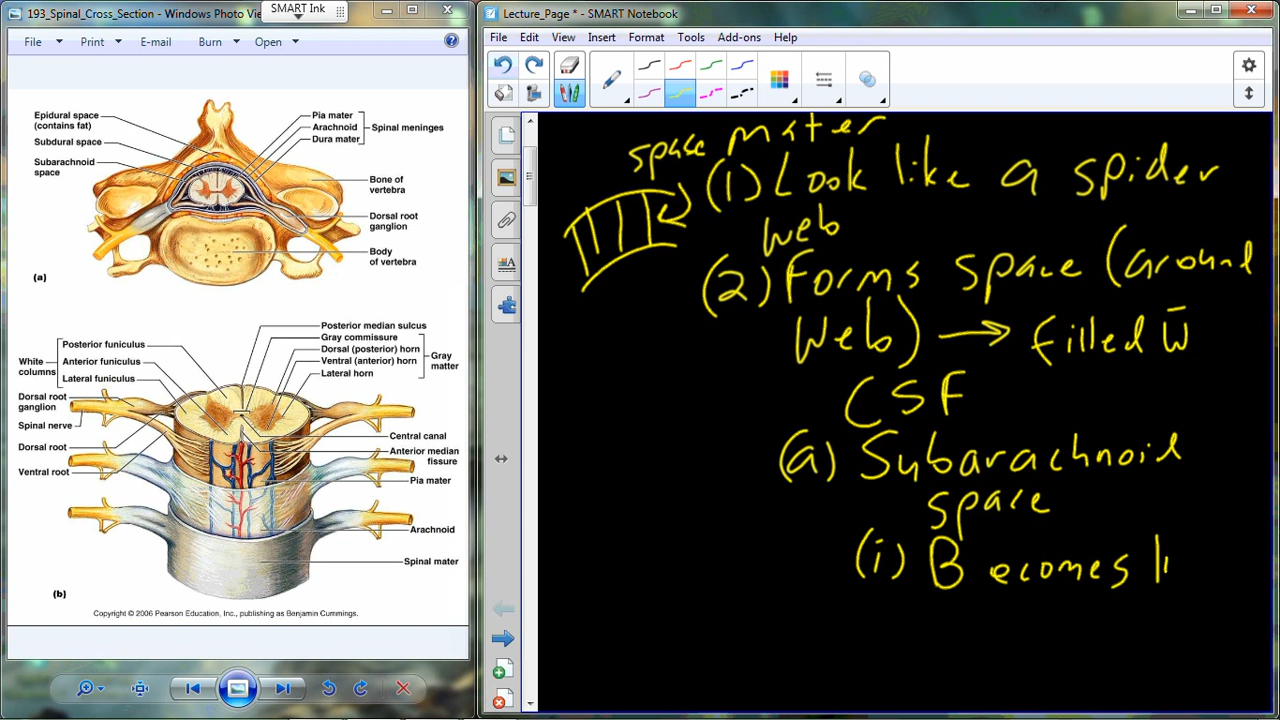 193_Spinal_Cross_Section - Windows Photo Vie
SMART Ink
File Print E-mail Burn Open
Epidural space
(contains fat)
Subdural space
Subarachnoid
space
Pia mater
Arachnoid
Dura mater
Spinal meninges
Bone of
vertebra
Dorsal root
ganglion
Body
of vertebra
(a)
Posterior median sulcus
Gray commissure
Dorsal (posterior) horn
Ventral (anterior) horn
Lateral horn
Gray
matter
Posterior funiculus
Anterior funiculus
Lateral funiculus
White
columns
Dorsal root
ganglion
Spinal nerve
Dorsal root
Ventral root
Central canal
Anterior median
fissure
Pia mater
Arachnoid
Spinal mater
(b)
Copyright © 2006 Pearson Education, Inc., publishing as Benjamin Cummings.
Lecture_Page * - SMART Notebook
File Edit View Insert Format Tools Add-ons Help
mater
space
(1) Look like a spider
web
(2) Forms space (around
web) → filled w̄
CSF
(a) Subarachnoid
space
(i) Becomes